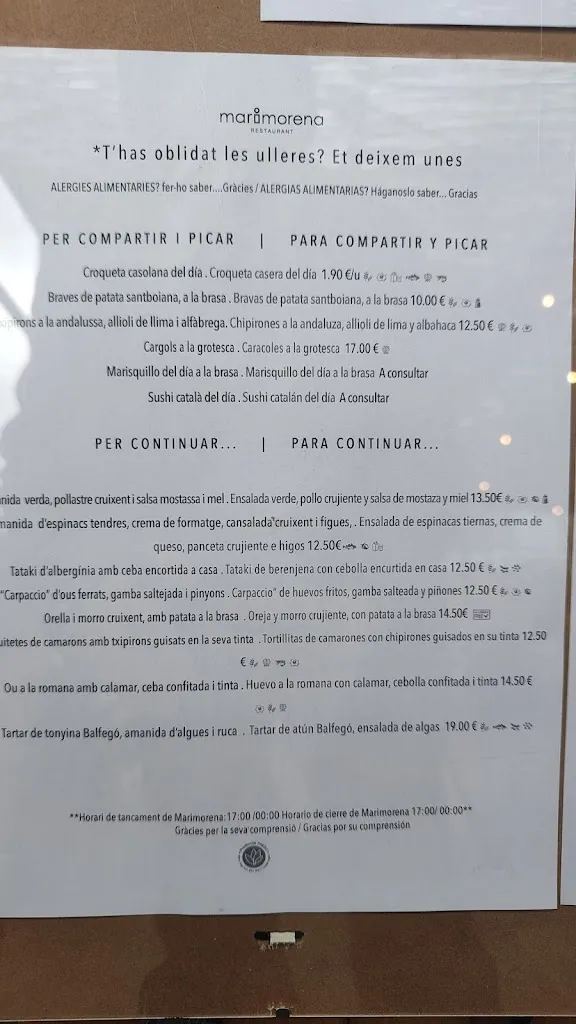 marimorena
RESTAURANT
*T'has oblidat les ulleres? Et deixem unes
ALERGIES ALIMENTARIES? fer-ho saber....Gràcies / ALERGIAS ALIMENTARIAS? Háganoslo saber... Gracias
PER COMPARTIR I PICAR | PARA COMPARTIR Y PICAR
Croqueta casolana del día . Croqueta casera del día 1.90 €/u
Braves de patata santboiana, a la brasa . Bravas de patata santboiana, a la brasa 10.00 €
a la andalussa, allioli de llima i alfàbrega. Chipirones a la andaluza, allioli de lima y albahaca 12.50 €
Cargols a la grotesca . Caracoles a la grotesca 17.00 €
Marisquillo del día a la brasa . Marisquillo del día a la brasa A consultar
Sushi català del día . Sushi catalán del día A consultar
PER CONTINUAR... | PARA CONTINUAR...
verda, pollastre cruixent i salsa mostassa i mel . Ensalada verde, pollo crujiente y salsa de mostaza y miel 13.50€
d'espinacs tendres, crema de formatge, cansalada cruixent i figues, . Ensalada de espinacas tiernas, crema de
queso, panceta crujiente e higos 12.50€
Tataki d'albergínia amb ceba encortida a casa . Tataki de berenjena con cebolla encurtida en casa 12.50 €
"Carpaccio" d'ous ferrats, gamba saltejada i pinyons . Carpaccio" de huevos fritos, gamba salteada y piñones 12.50 €
Orella i morro cruixent, amb patata a la brasa . Oreja y morro crujiente, con patata a la brasa 14.50€
de camarons amb txipirons guisats en la seva tinta . Tortillitas de camarones con chipirones guisados en su tinta 12.50
€
Ou a la romana amb calamar, ceba confitada i tinta . Huevo a la romana con calamar, cebolla confitada i tinta 14.50 €
Tartar de tonyina Balfegó, amanida d'algues i ruca . Tartar de atún Balfegó, ensalada de algas 19.00 €
**Horari de tancament de Marimorena:17:00 /00:00 Horario de cierre de Marimorena 17:00/ 00:00**
Gràcies per la seva comprensió / Gracias por su comprensión